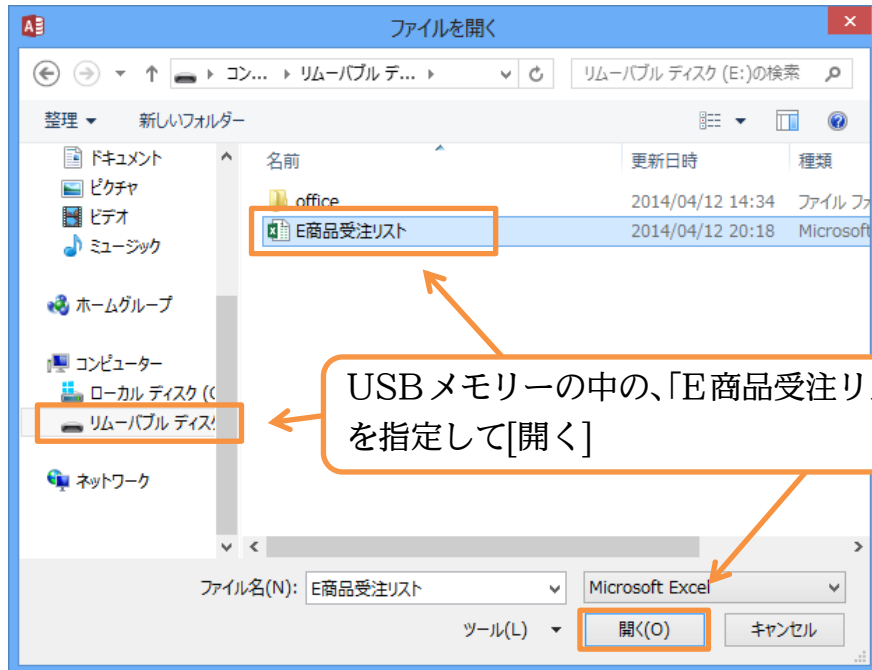 ファイルを開く
コン... リムーバブル デ...
リムーバブル ディスク (E:)の検索
整理
新しいフォルダー
ドキュメント
ピクチャ
ビデオ
ミュージック
ホームグループ
コンピューター
ローカル ディスク (C
リムーバブル ディス
ネットワーク
名前 更新日時 種類
office 2014/04/12 14:34 ファイル フォ
E商品受注リスト 2014/04/12 20:18 Microsoft
USBメモリーの中の、「E商品受注リ
を指定して[開く]
ファイル名(N): E商品受注リスト Microsoft Excel
ツール(L) 開く(O) キャンセル